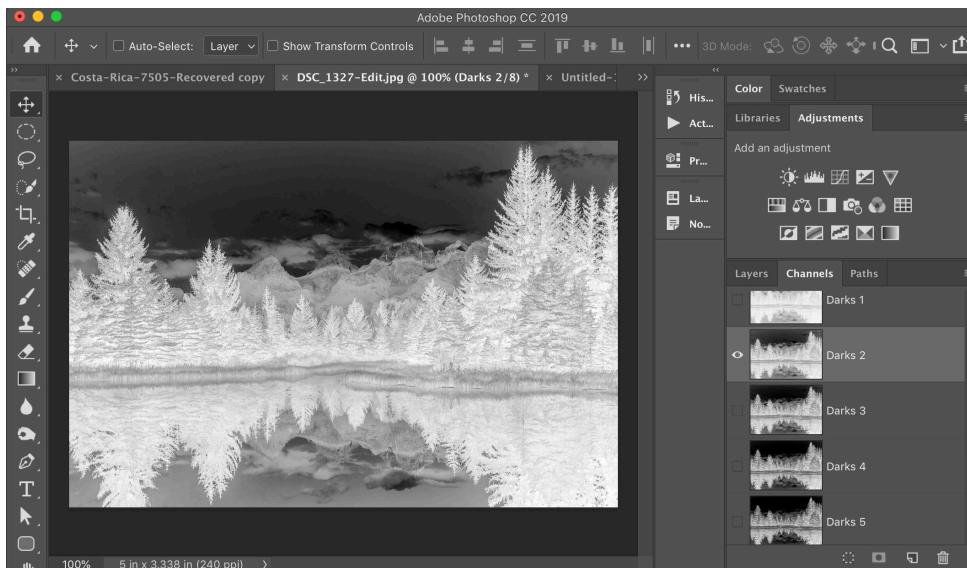 Adobe Photoshop CC 2019
Auto-Select: Layer Show Transform Controls 3D Mode:
× Costa-Rica-7505-Recovered copy × DSC_1327-Edit.jpg @ 100% (Darks 2/8) * × Untitled-
His...
Act...
Pr...
La...
No...
Color Swatches
Libraries Adjustments
Add an adjustment
Layers Channels Paths
Darks 1
Darks 2
Darks 3
Darks 4
Darks 5
100% 5 in x 3.338 in (240 ppi)